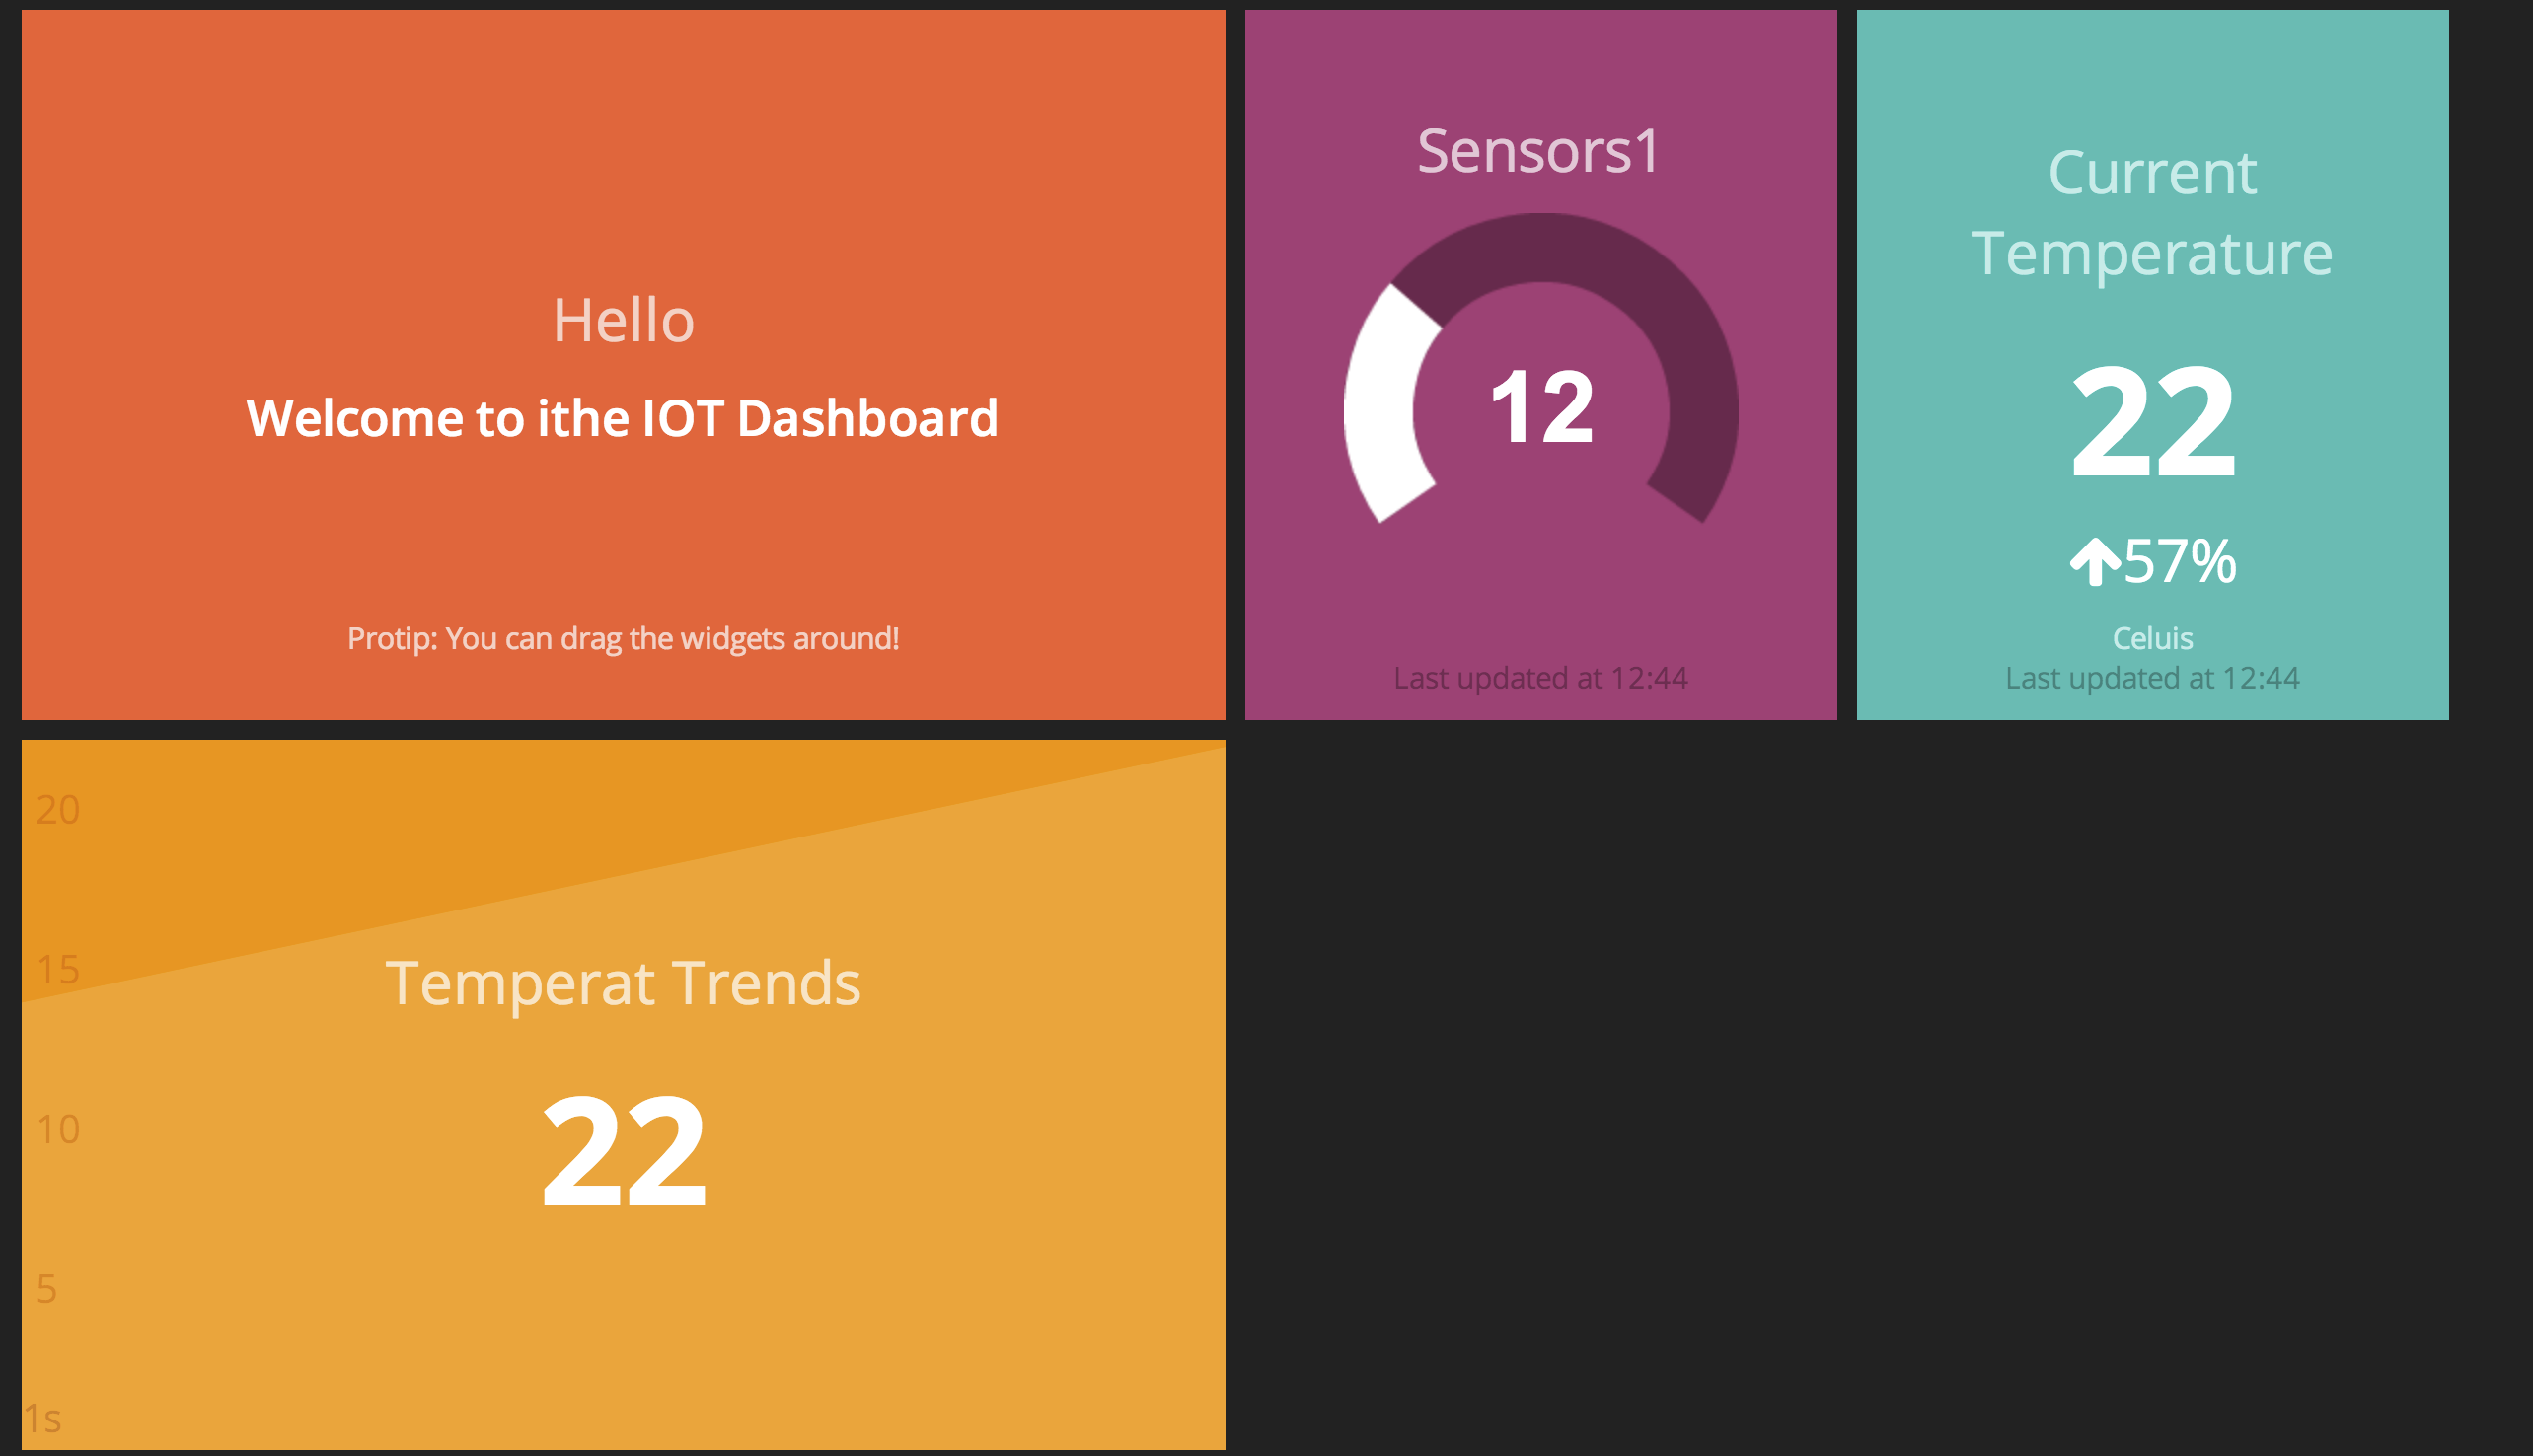 Hello
Welcome to ithe IOT Dashboard
Protip: You can drag the widgets around!
Sensors1
12
Last updated at 12:44
Current
Temperature
22
57%
Celuis
Last updated at 12:44
20
15
Temperat Trends
10
22
5
1s